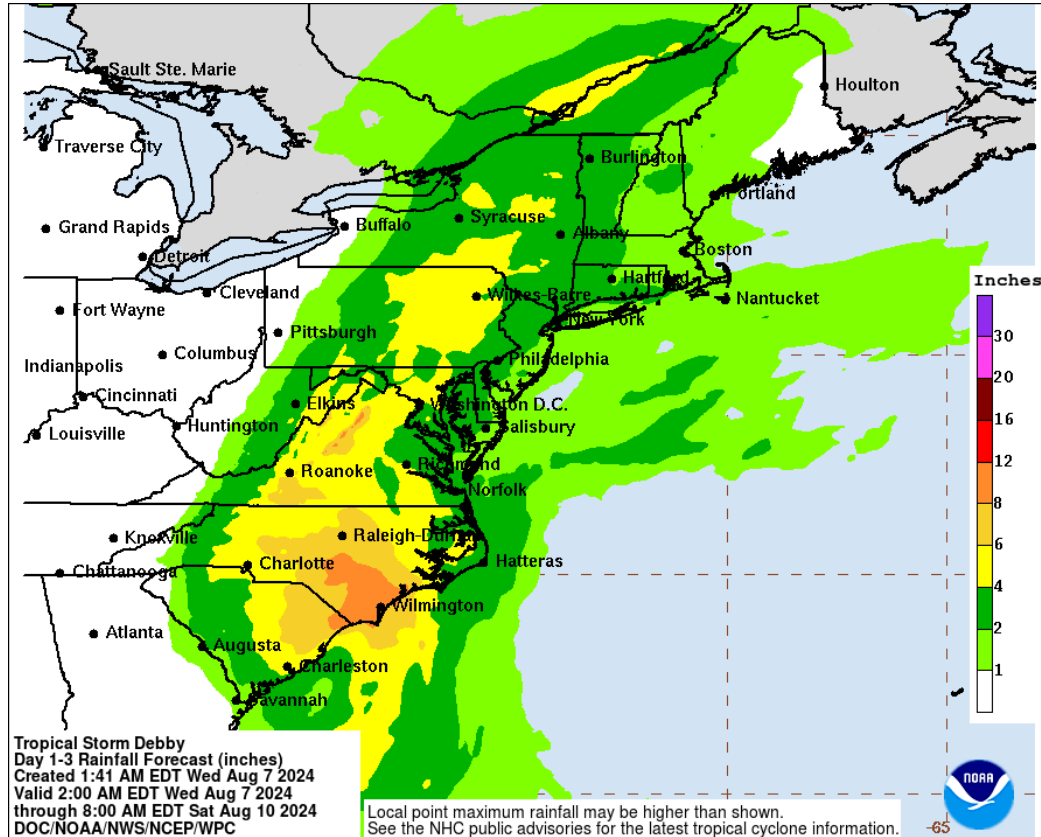 Sault Ste. Marie
Houlton
Traverse City
Burlington
Portland
Grand Rapids
Buffalo
Syracuse
Albany
Boston
Detroit
Hartford
Inches
Cleveland
Wilkes-Barre
Nantucket
Fort Wayne
New York
Pittsburgh
30
Columbus
Philadelphia
Indianapolis
20
Cincinnati
Elkins
Washington D.C.
16
Huntington
Salisbury
Louisville
12
Roanoke
Richmond
8
Norfolk
Knoxville
Raleigh-Durham
6
Charlotte
Hatteras
Chattanooga
4
Wilmington
Atlanta
2
Augusta
Charleston
1
Savannah
Tropical Storm Debby
Day 1-3 Rainfall Forecast (inches)
Created 1:41 AM EDT Wed Aug 7 2024
Valid 2:00 AM EDT Wed Aug 7 2024
through 8:00 AM EDT Sat Aug 10 2024
DOC/NOAA/NWS/NCEP/WPC
Local point maximum rainfall may be higher than shown.
See the NHC public advisories for the latest tropical cyclone information.
NOAA
-65